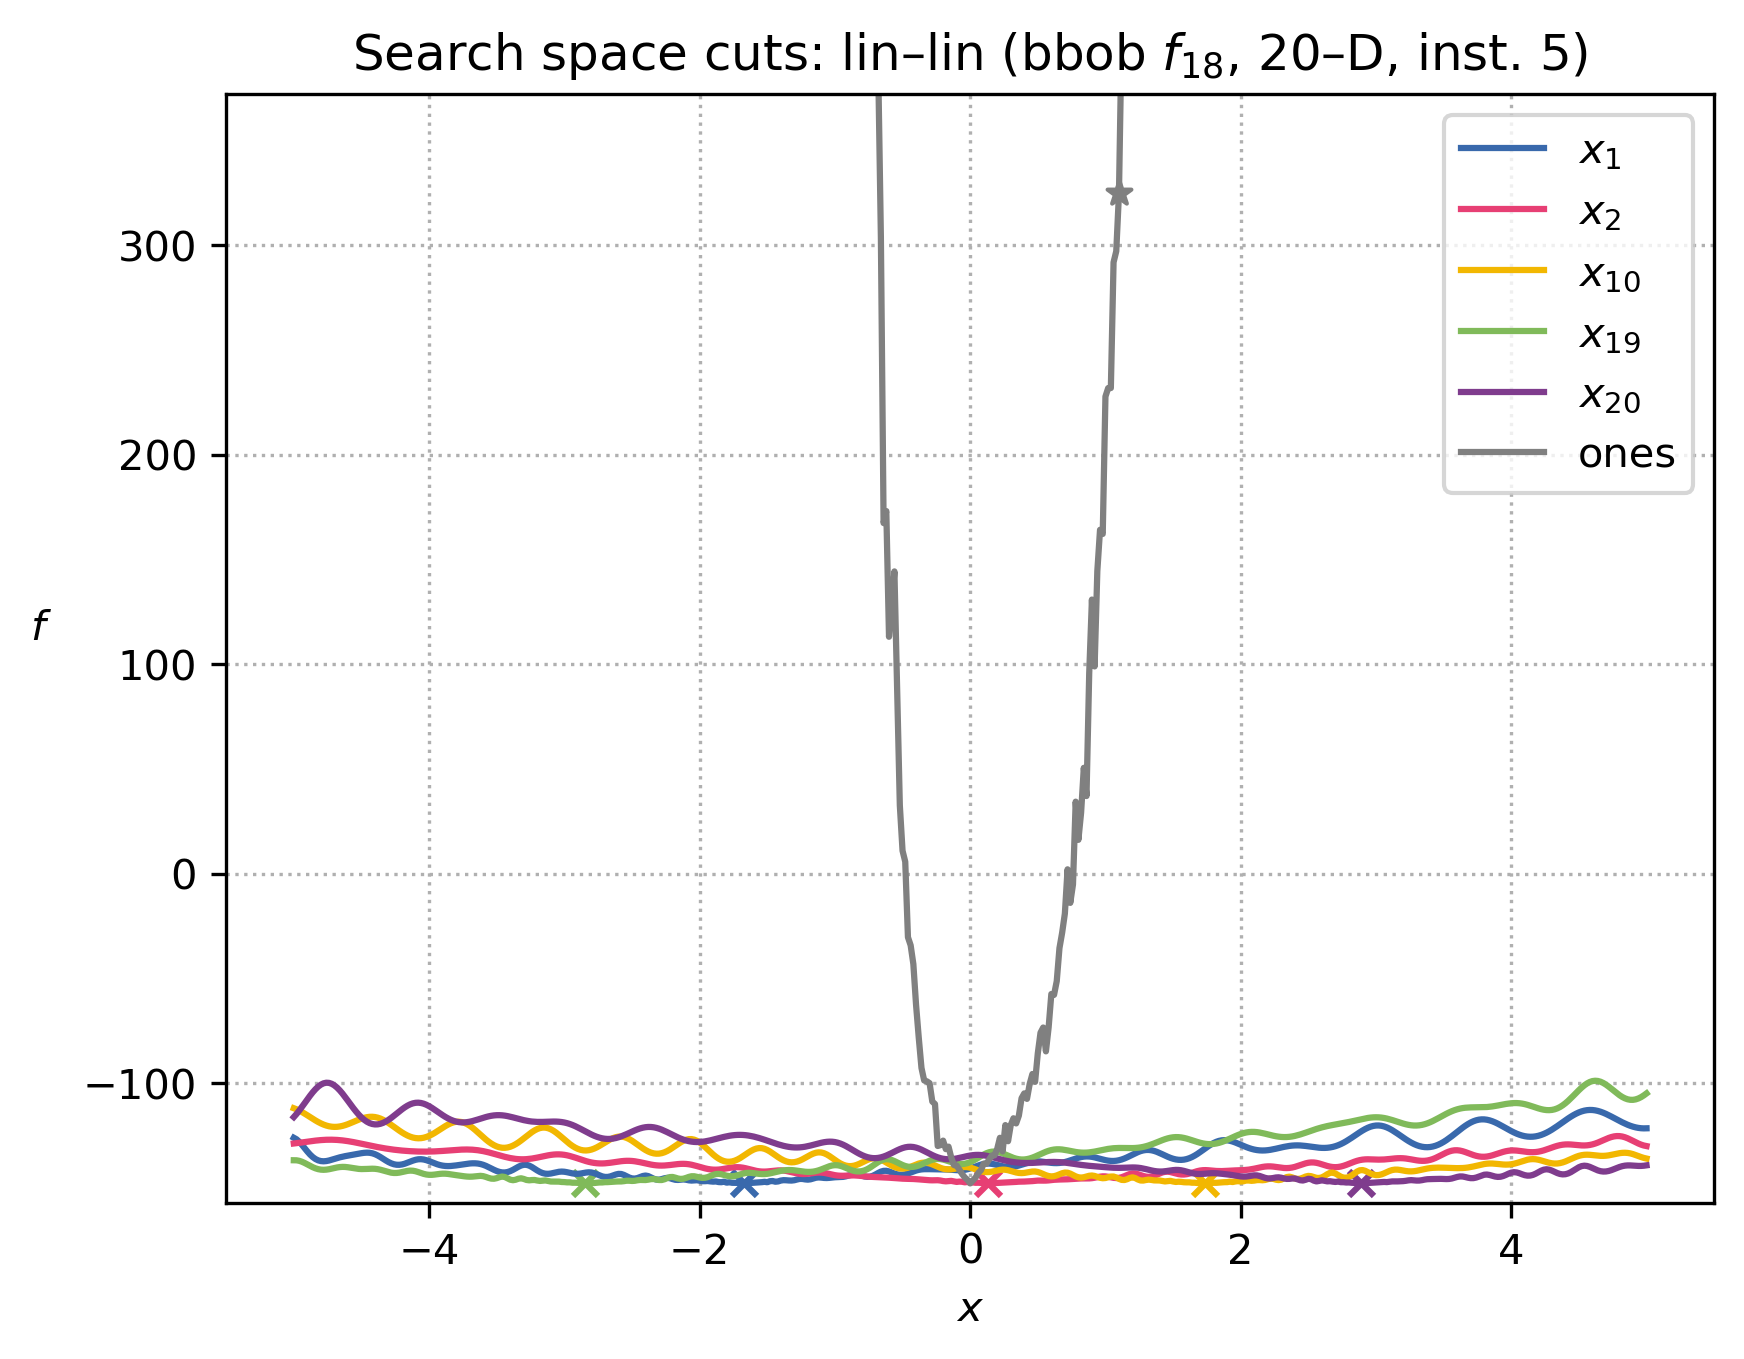 Search space cuts: lin–lin (bbob f18, 20–D, inst. 5)
x1
x2
x10
x19
x20
ones
300
200
100
0
−100
f
−4
−2
0
2
4
x